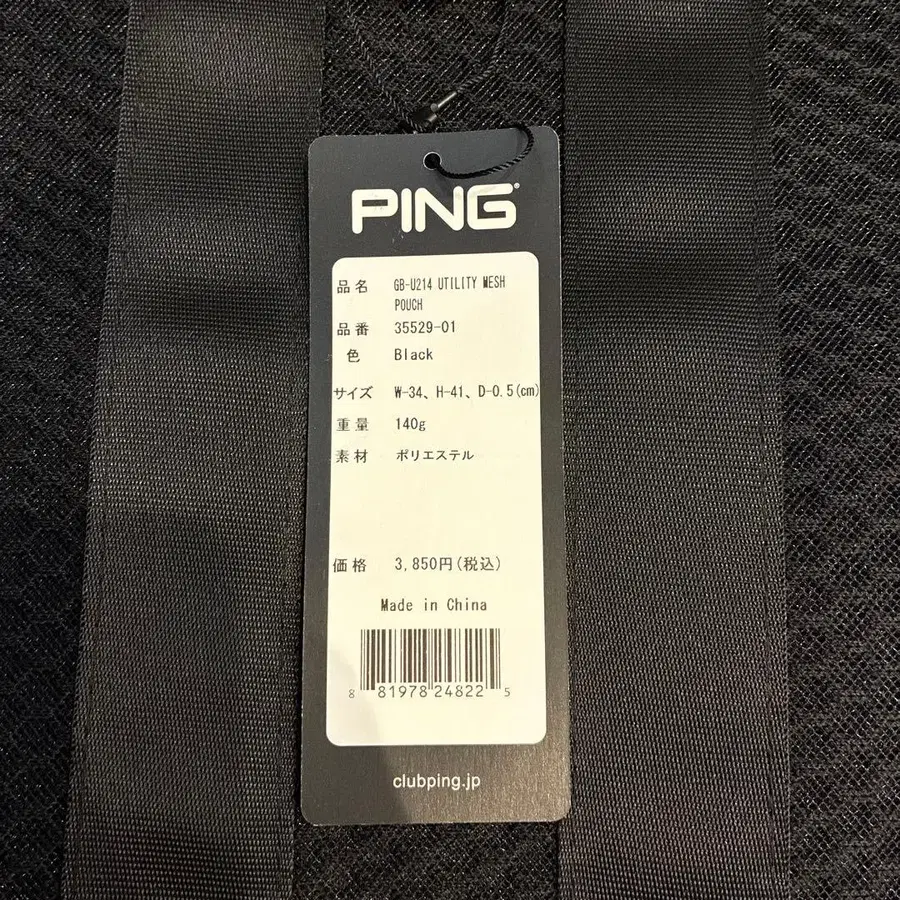 PING®
品名 GB-U214 UTILITY MESH
POUCH
品番 35529-01
色 Black
サイズ W-34、H-41、D-0.5(cm)
重量 140g
素材 ポリエステル
価格 3,850円(税込)
Made in China
8 81978 24822 5
clubping.jp